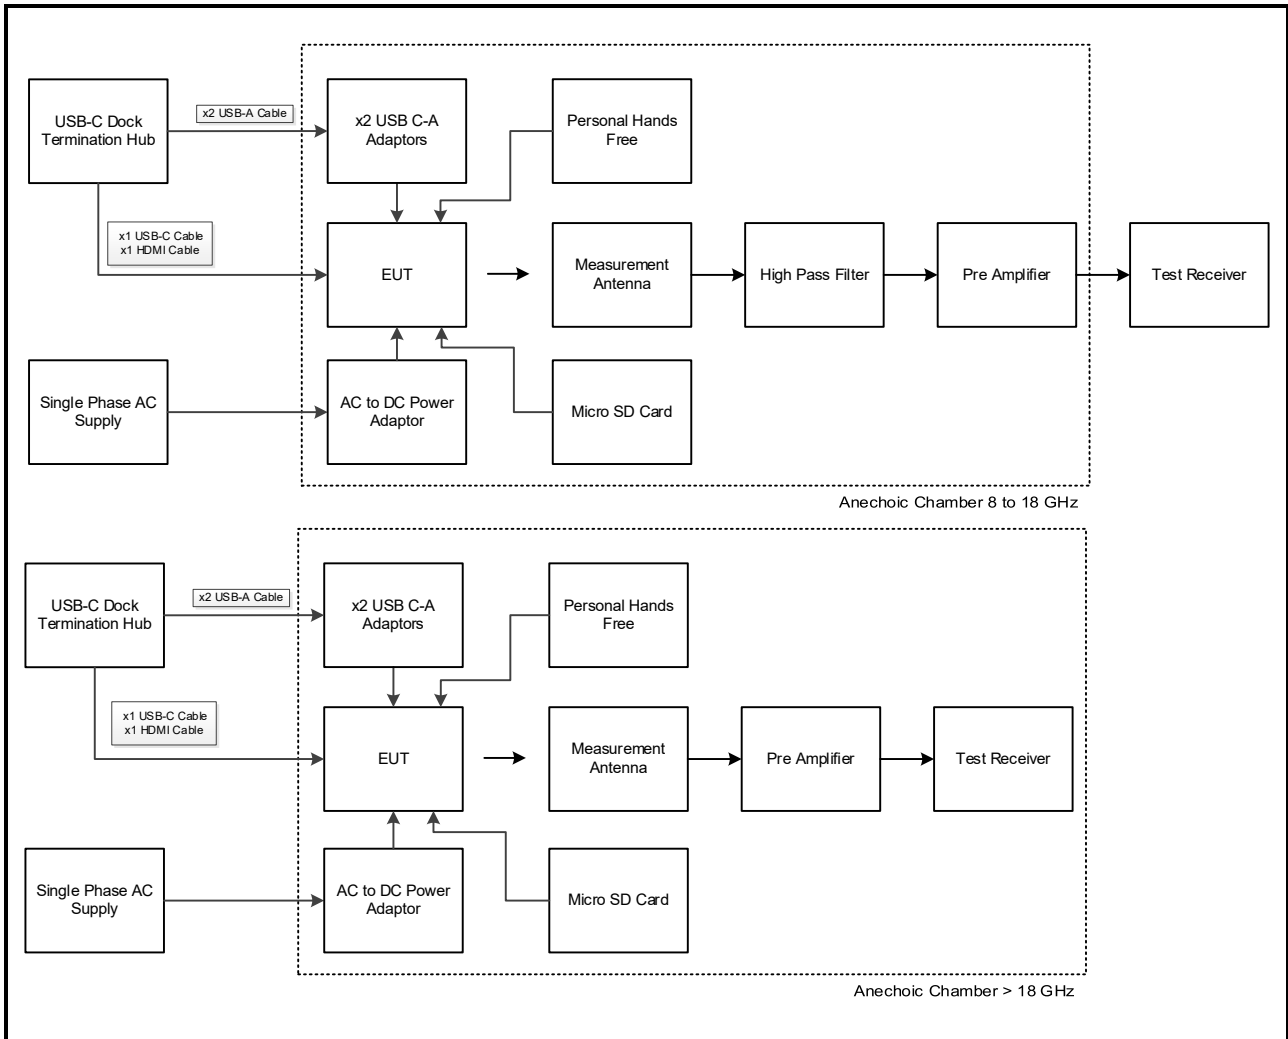 USB-C Dock
Termination Hub
x2 USB-A Cable
x2 USB C-A
Adaptors
Personal Hands
Free
x1 USB-C Cable
x1 HDMI Cable
EUT
Measurement
Antenna
High Pass Filter
Pre Amplifier
Test Receiver
Single Phase AC
Supply
AC to DC Power
Adaptor
Micro SD Card
Anechoic Chamber 8 to 18 GHz
USB-C Dock
Termination Hub
x2 USB-A Cable
x2 USB C-A
Adaptors
Personal Hands
Free
x1 USB-C Cable
x1 HDMI Cable
EUT
Measurement
Antenna
Pre Amplifier
Test Receiver
Single Phase AC
Supply
AC to DC Power
Adaptor
Micro SD Card
Anechoic Chamber > 18 GHz